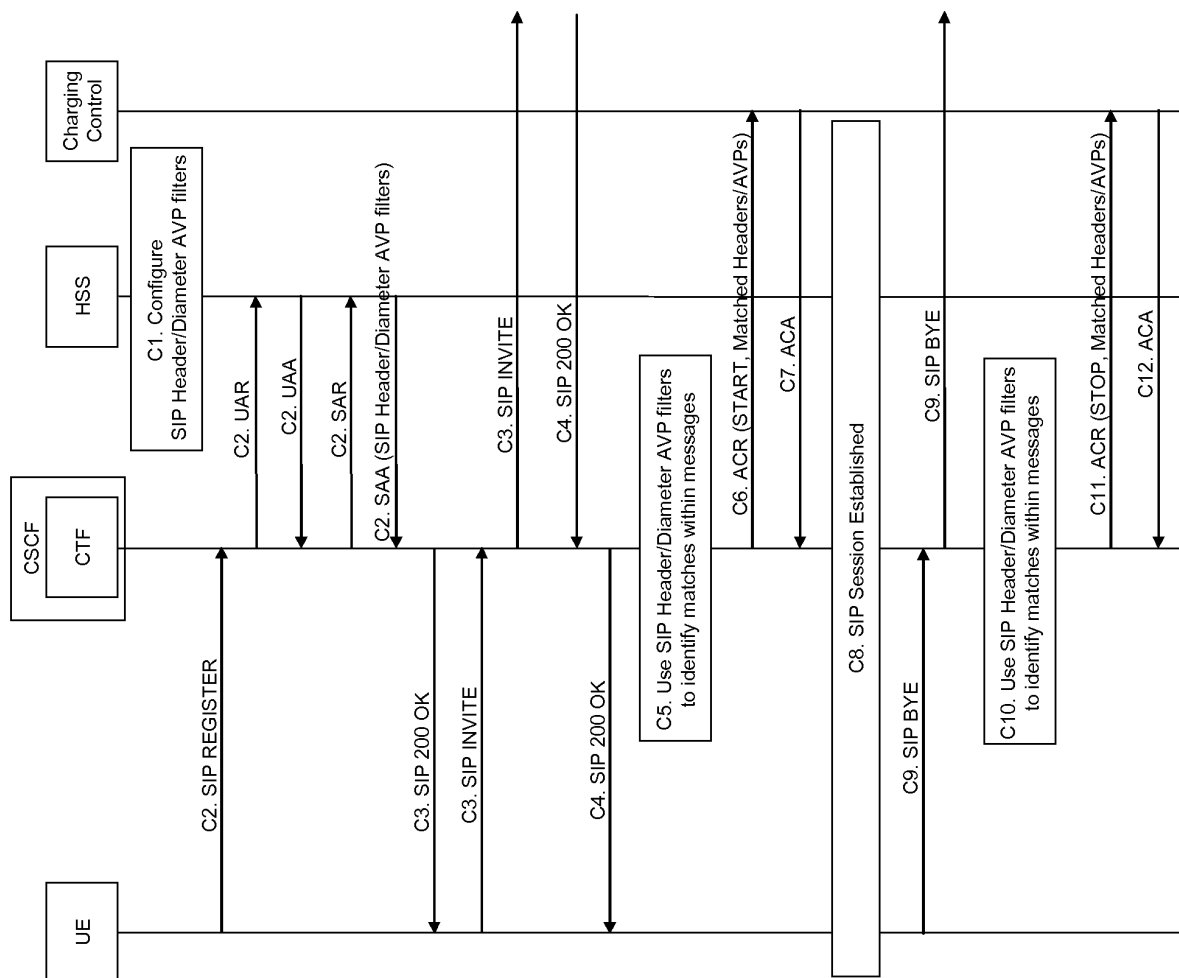 UE
CSCF
CTF
HSS
Charging
Control
C1. Configure
SIP Header/Diameter AVP filters
C2. SIP REGISTER
C2. UAR
C2. UAA
C2. SAR
C2. SAA (SIP Header/Diameter AVP filters)
C3. SIP 200 OK
C3. SIP INVITE
C3. SIP INVITE
C4. SIP 200 OK
C4. SIP 200 OK
C5. Use SIP Header/Diameter AVP filters
to identify matches within messages
C6. ACR (START, Matched Headers/AVPs)
C7. ACA
C8. SIP Session Established
C9. SIP BYE
C9. SIP BYE
C10. Use SIP Header/Diameter AVP filters
to identify matches within messages
C11. ACR (STOP, Matched Headers/AVPs)
C12. ACA